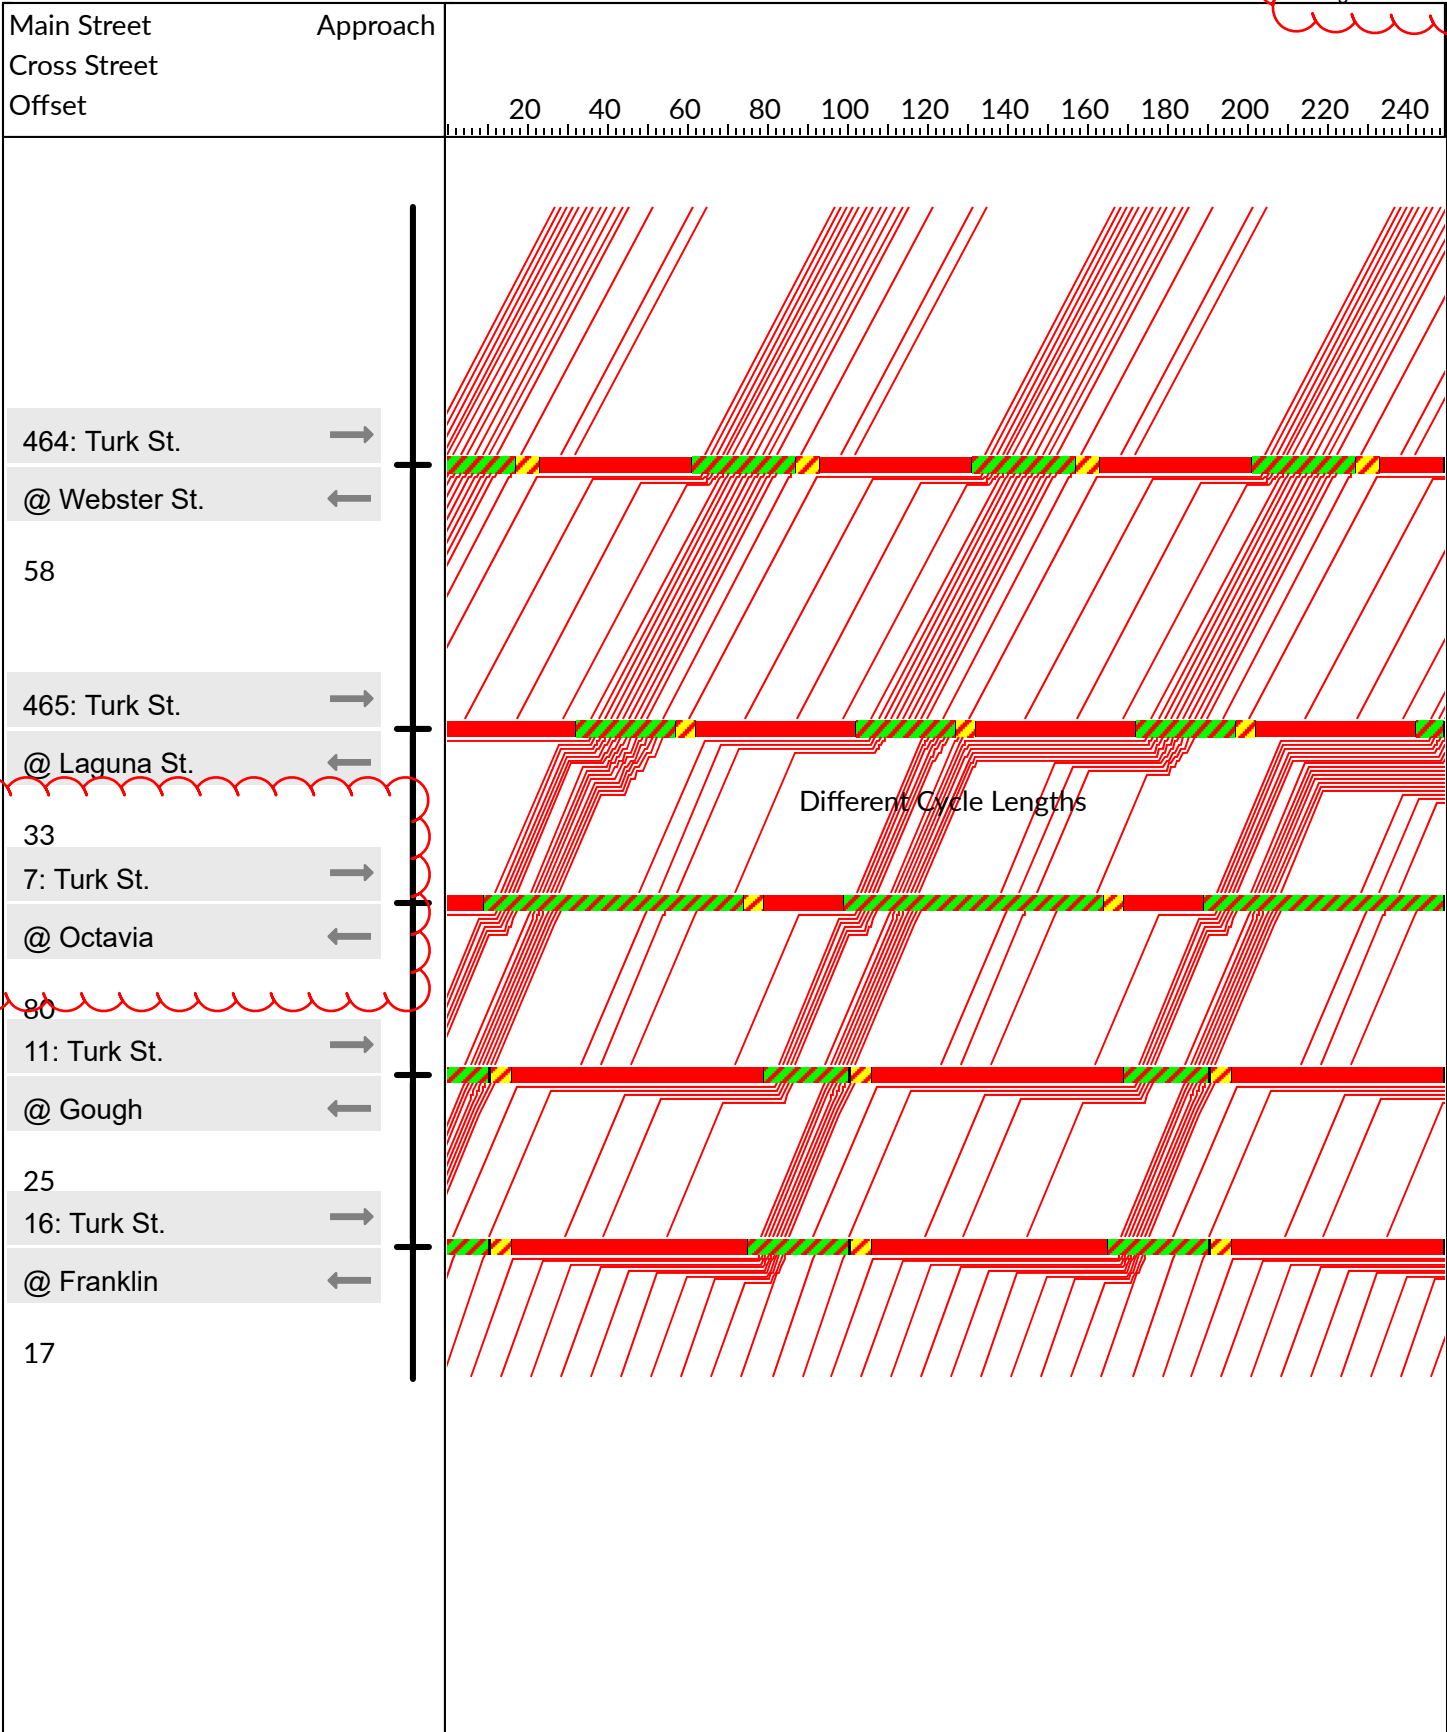 Main Street Approach
Cross Street
Offset
20 40 60 80 100 120 140 160 180 200 220 240
464: Turk St.
@ Webster St.
58
465: Turk St.
@ Laguna St.
Different Cycle Lengths
33
7: Turk St.
@ Octavia
80
11: Turk St.
@ Gough
25
16: Turk St.
@ Franklin
17